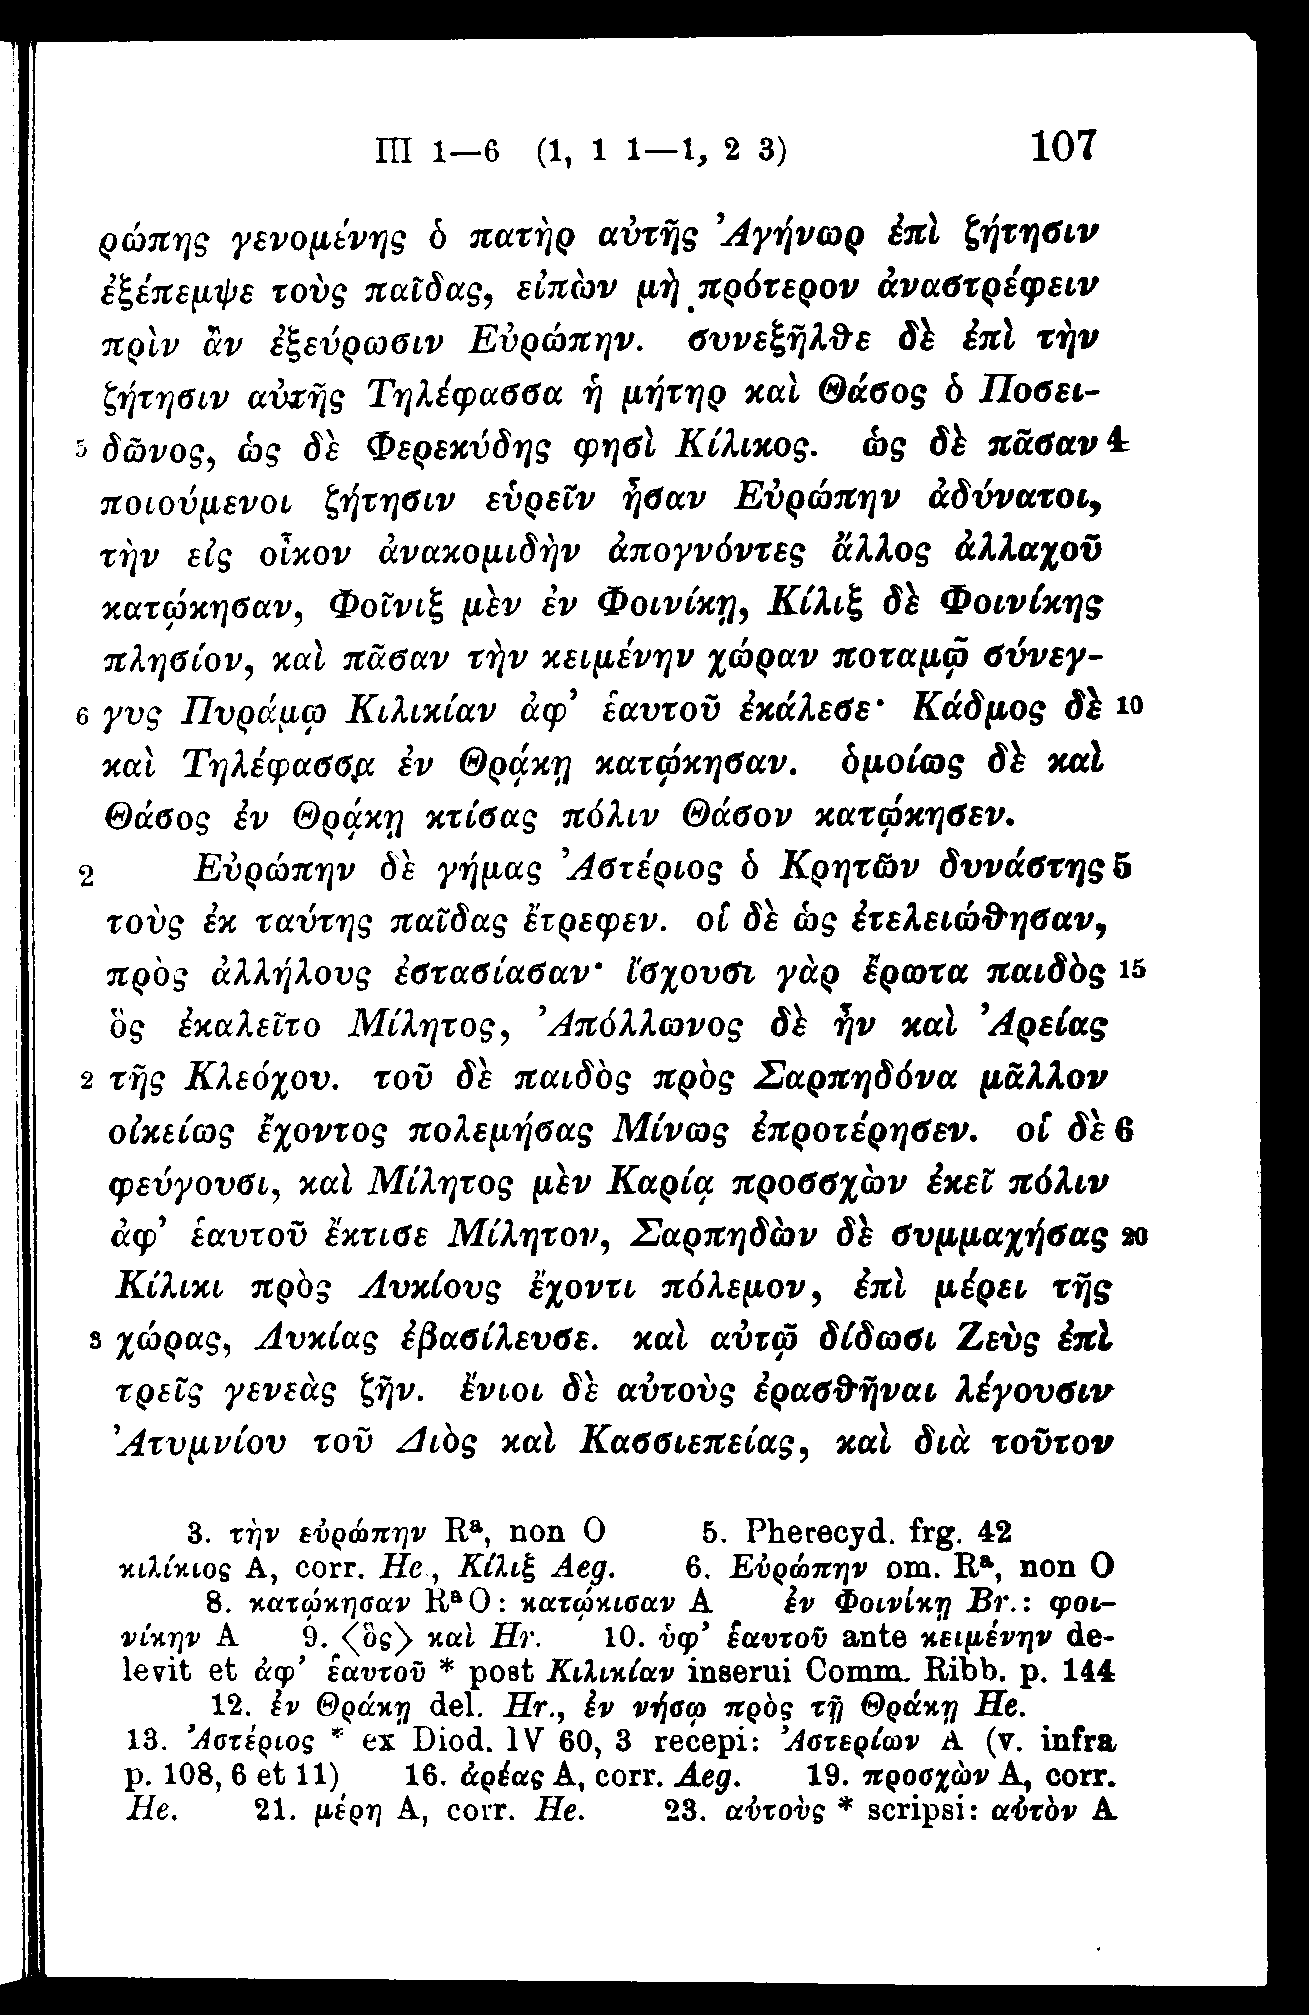 III 1—6 (1, 1 1—1, 2 3) 107
ρώπης γενομένης ὁ πατὴρ αὐτῆς Ἀγήνωρ ἐπὶ ζήτησιν
ἐξέπεμψε τοὺς παῖδας, εἰπὼν μὴ πρότερον ἀναστρέφειν
πρὶν ἂν ἐξεύρωσιν Εὐρώπην. συνεξῆλθε δὲ ἐπὶ τὴν
ζήτησιν αὐτῆς Τηλέφασσα ἡ μήτηρ καὶ Θάσος ὁ Ποσει-
5 δῶνος, ὡς δὲ Φερεκύδης φησὶ Κίλικος. ὡς δὲ πᾶσαν 4
ποιούμενοι ζήτησιν εὑρεῖν ἦσαν Εὐρώπην ἀδύνατοι,
τὴν εἰς οἶκον ἀνακομιδὴν ἀπογνόντες ἄλλος ἀλλαχοῦ
κατῴκησαν, Φοῖνιξ μὲν ἐν Φοινίκῃ, Κίλιξ δὲ Φοινίκης
πλησίον, καὶ πᾶσαν τὴν κειμένην χώραν ποταμῷ σύνεγ-
6 γυς Πυράμῳ Κιλικίαν ἀφ’ ἑαυτοῦ ἐκάλεσε· Κάδμος δὲ 10
καὶ Τηλέφασσα ἐν Θρᾴκῃ κατῴκησαν. ὁμοίως δὲ καὶ
Θάσος ἐν Θρᾴκῃ κτίσας πόλιν Θάσον κατῴκησεν.
2 Εὐρώπην δὲ γήμας Ἀστέριος ὁ Κρητῶν δυνάστης 5
τοὺς ἐκ ταύτης παῖδας ἔτρεφεν. οἱ δὲ ὡς ἐτελειώθησαν,
πρὸς ἀλλήλους ἐστασίασαν· ἴσχουσι γὰρ ἔρωτα παιδὸς 15
ὃς ἐκαλεῖτο Μίλητος, Ἀπόλλωνος δὲ ἦν καὶ Ἀρείας
2 τῆς Κλεόχου. τοῦ δὲ παιδὸς πρὸς Σαρπηδόνα μᾶλλον
οἰκείως ἔχοντος πολεμήσας Μίνως ἐπροτέρησεν. οἱ δὲ 6
φεύγουσι, καὶ Μίλητος μὲν Καρίᾳ προσσχὼν ἐκεῖ πόλιν
ἀφ’ ἑαυτοῦ ἔκτισε Μίλητον, Σαρπηδὼν δὲ συμμαχήσας 20
Κίλικι πρὸς Λυκίους ἔχοντι πόλεμον, ἐπὶ μέρει τῆς
3 χώρας, Λυκίας ἐβασίλευσε. καὶ αὐτῷ δίδωσι Ζεὺς ἐπὶ
τρεῖς γενεὰς ζῆν. ἔνιοι δὲ αὐτοὺς ἐρασθῆναι λέγουσιν
Ἀτυμνίου τοῦ Διὸς καὶ Κασσιεπείας, καὶ διὰ τοῦτον
3. τὴν εὐρώπην Rª, non O 5. Pherecyd. frg. 42
κιλίκιος A, corr. He., Κίλιξ Aeg. 6. Εὐρώπην om. Rª, non O
8. κατῴκησαν RªO: κατῴκισαν A ἐν Φοινίκῃ Br.: φοι-
νίκην A 9. ⟨ὃς⟩ καὶ Hr. 10. ὑφ’ ἑαυτοῦ ante κειμένην de-
levit et ἀφ’ ἑαυτοῦ * post Κιλικίαν inserui Comm. Ribb. p. 144
12. ἐν Θρᾴκῃ del. Hr., ἐν νήσῳ πρὸς τῇ Θρᾴκῃ He.
13. Ἀστέριος * ex Diod. IV 60, 3 recepi: Ἀστερίων A (v. infra
p. 108, 6 et 11) 16. ἀρέας A, corr. Aeg. 19. προσχὼν A, corr.
He. 21. μέρη A, corr. He. 23. αὐτοὺς * scripsi: αὐτὸν A